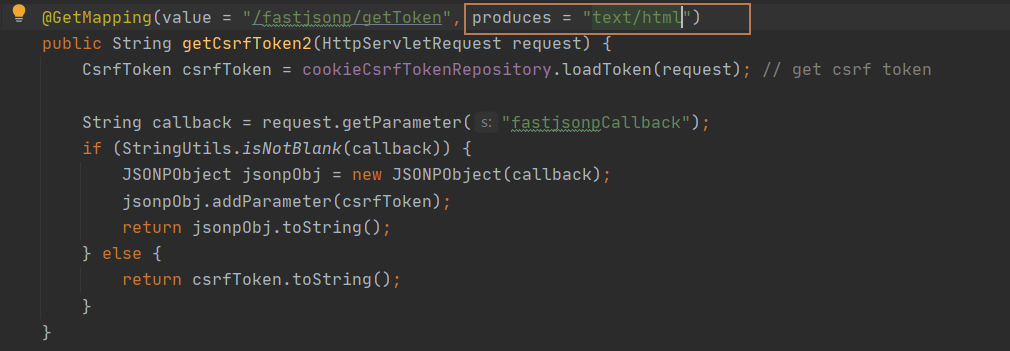 @GetMapping(value = "/fastjsonp/getToken", produces = "text/html")
public String getCsrfToken2(HttpServletRequest request) {
    CsrfToken csrfToken = cookieCsrfTokenRepository.loadToken(request); // get csrf token
    String callback = request.getParameter( s: "fastjsonpCallback");
    if (StringUtils.isNotBlank(callback)) {
        JSONPObject jsonpObj = new JSONPObject(callback);
        jsonpObj.addParameter(csrfToken);
        return jsonpObj.toString();
    } else {
        return csrfToken.toString();
    }
}